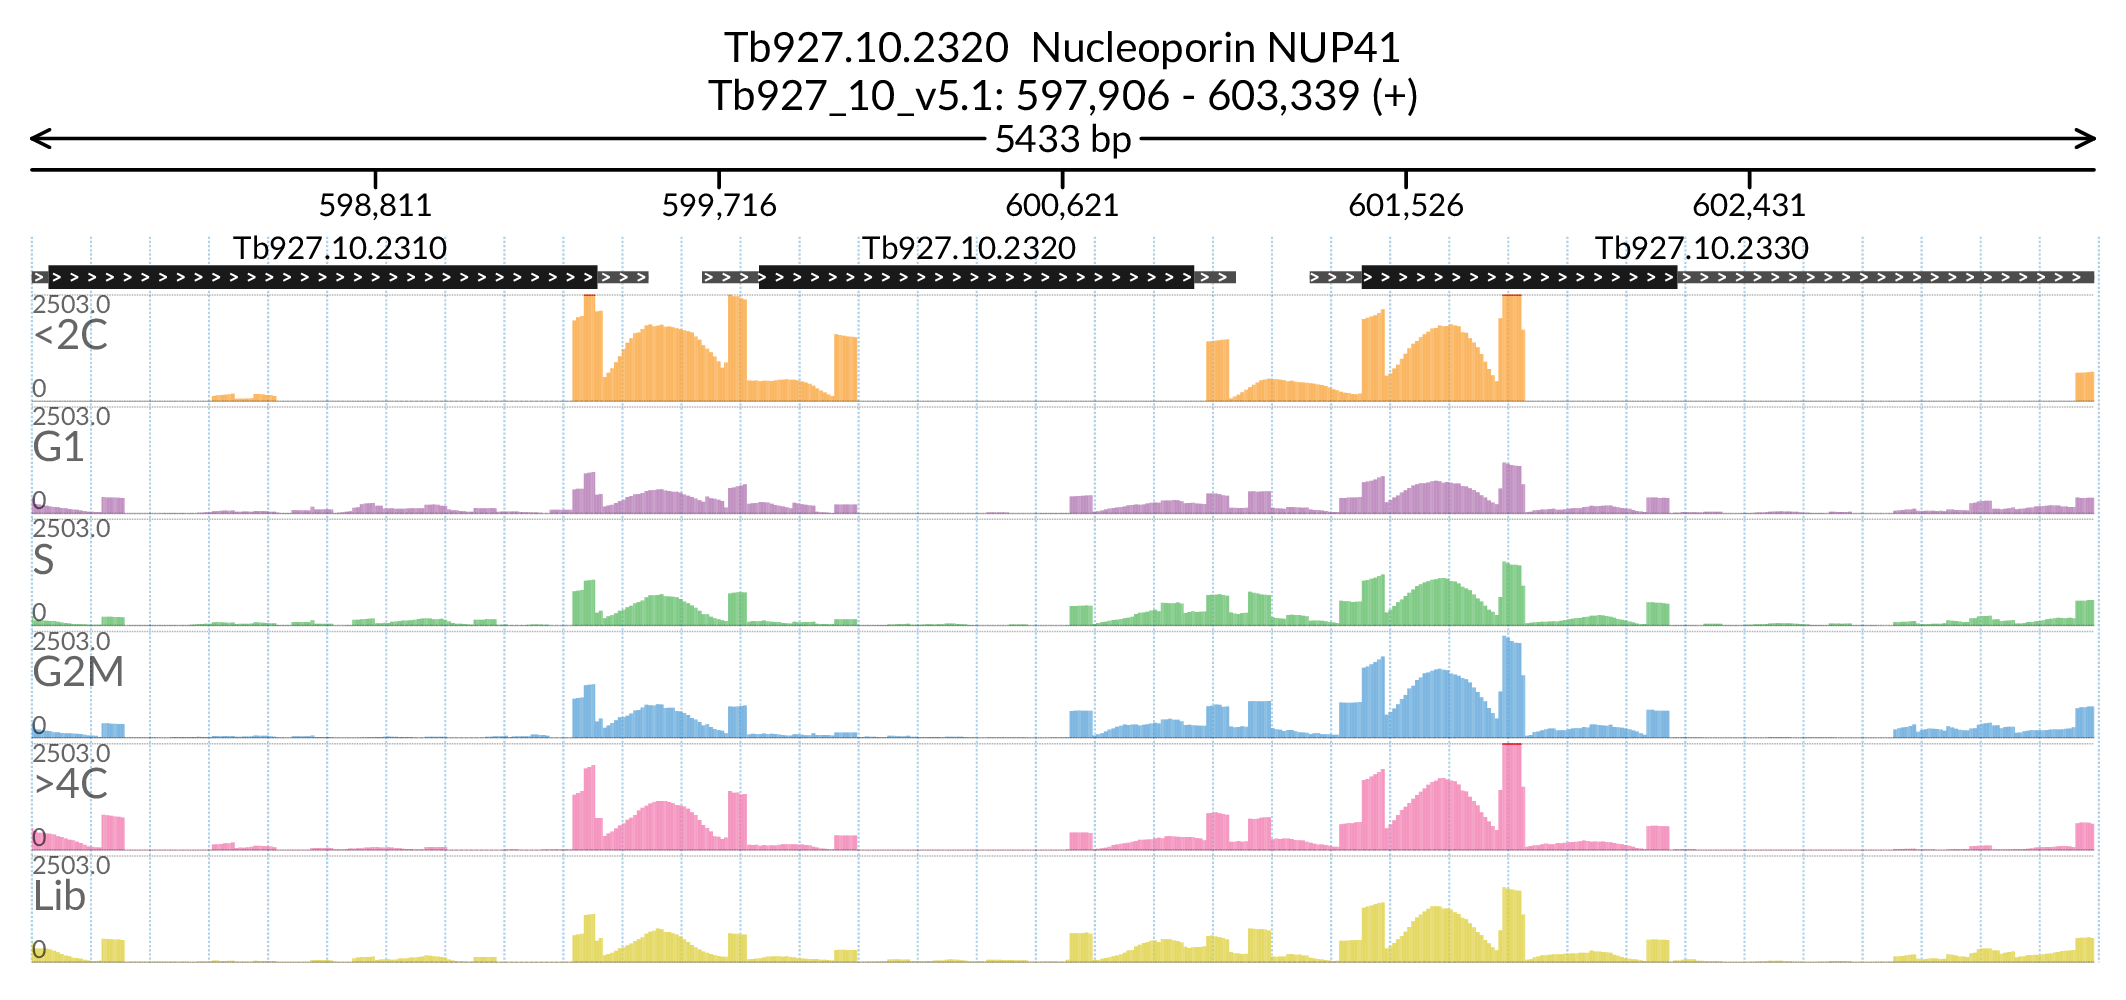 Tb927.10.2320 Nucleoporin NUP41
Tb927_10_v5.1: 597,906 - 603,339 (+)
5433 bp
598,811 599,716 600,621 601,526 602,431
Tb927.10.2310 Tb927.10.2320 Tb927.10.2330
2503.0
<2C
0
2503.0
G1
0
2503.0
S
0
2503.0
G2M
0
2503.0
>4C
0
2503.0
Lib
0